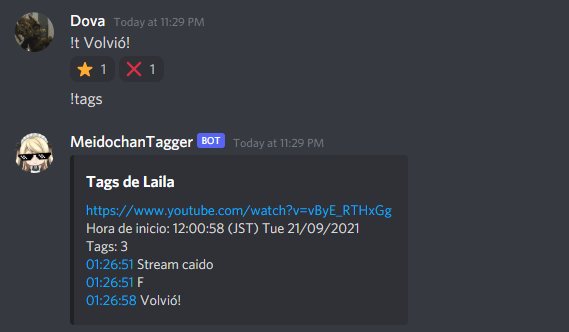 Dova Today at 11:29 PM
!t Volvió!
1 1
!tags
MeidochanTagger BOT Today at 11:29 PM
Tags de Laila
https://www.youtube.com/watch?v=vByE_RTHxGg
Hora de inicio: 12:00:58 (JST) Tue 21/09/2021
Tags: 3
01:26:51 Stream caido
01:26:51 F
01:26:58 Volvió!